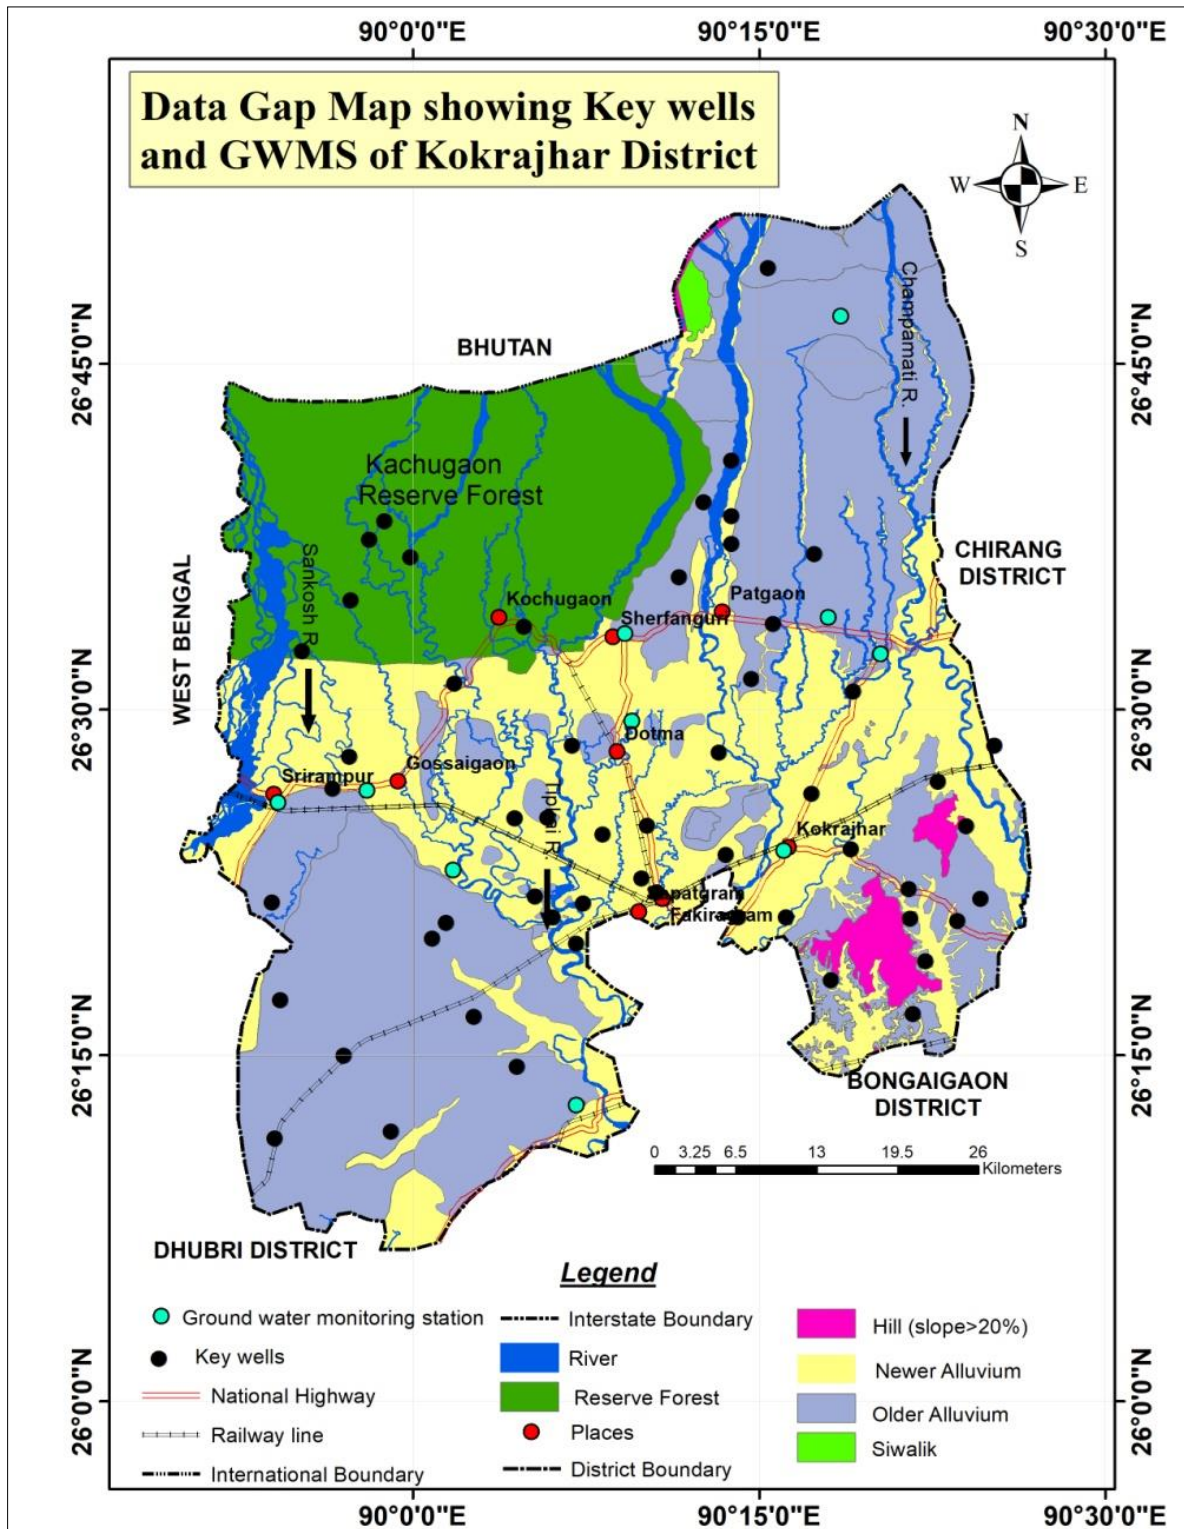 90°0'0"E
90°15'0"E
90°30'0"E
Data Gap Map showing Key wells
and GWMS of Kokrajhar District
N
W
E
S
26°45'0"N
26°45'0"N
BHUTAN
Champamati R.
Kachugaon
Reserve Forest
CHIRANG
DISTRICT
WEST BENGAL
Sankosh R.
Kochugaon
Patgaon
Sherfanguri
26°30'0"N
26°30'0"N
Dotma
Srirampur
Gossaigaon
Kokrajhar
Fakiragram
26°15'0"N
26°15'0"N
BONGAIGAON
DISTRICT
0
3.25
6.5
13
19.5
26
Kilometers
DHUBRI DISTRICT
Legend
Ground water monitoring station
Key wells
National Highway
Railway line
International Boundary
Interstate Boundary
River
Reserve Forest
Places
District Boundary
Hill (slope>20%)
Newer Alluvium
Older Alluvium
Siwalik
26°0'0"N
26°0'0"N
90°0'0"E
90°15'0"E
90°30'0"E